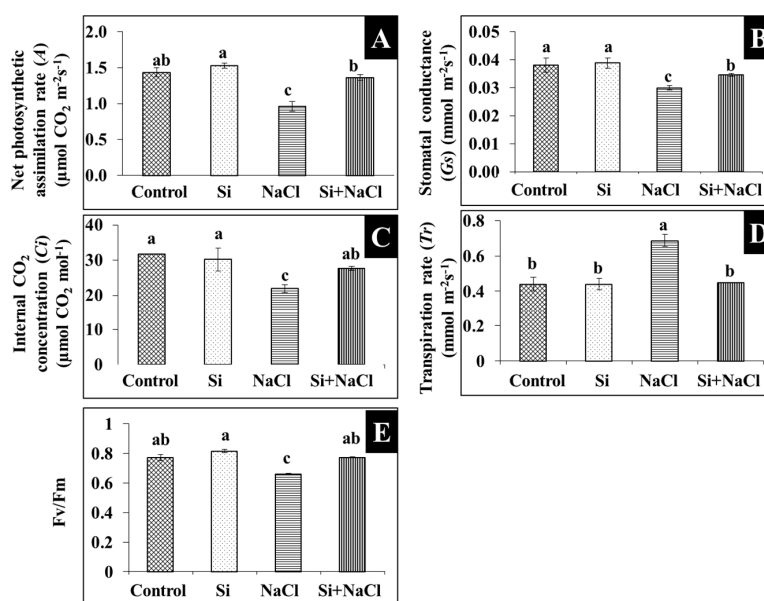 A
Net photosynthetic
assimilation rate (A)
(µmol CO2 m-2s-1)
2.0
1.5
1.0
0.5
0.0
ab
a
c
b
Control Si NaCl Si+NaCl
B
Stomatal conductance
(Gs) (mmol m-2s-1)
0.05
0.04
0.03
0.02
0.01
0.00
a
a
c
b
Control Si NaCl Si+NaCl
C
Internal CO2
concentration (Ci)
(µmol CO2 mol-1)
40
30
20
10
0
a
a
c
ab
Control Si NaCl Si+NaCl
D
Transpiration rate (Tr)
(mmol m-2s-1)
0.8
0.6
0.4
0.2
0
b
b
a
b
Control Si NaCl Si+NaCl
E
Fv/Fm
1
0.8
0.6
0.4
0.2
0
ab
a
c
ab
Control Si NaCl Si+NaCl